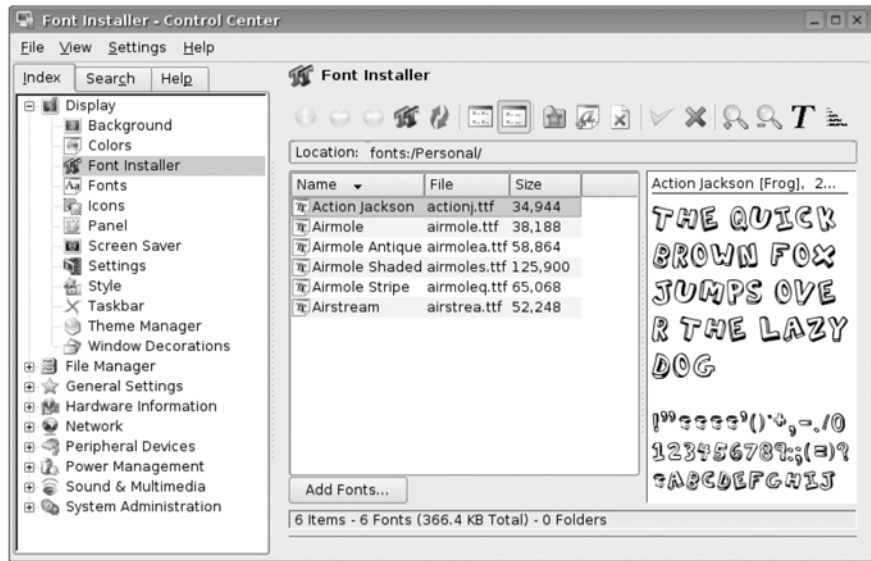 Font Installer - Control Center
File View Settings Help
Index Search Help
Display
Background
Colors
Font Installer
Fonts
Icons
Panel
Screen Saver
Settings
Style
Taskbar
Theme Manager
Window Decorations
File Manager
General Settings
Hardware Information
Network
Peripheral Devices
Power Management
Sound & Multimedia
System Administration
Font Installer
Location: fonts:/Personal/
Name File Size
Action Jackson actionj.ttf 34,944
Airmole airmole.ttf 38,188
Airmole Antique airmolea.ttf 58,864
Airmole Shaded airmoles.ttf 125,900
Airmole Stripe airmoleq.ttf 65,068
Airstream airstrea.ttf 52,248
Add Fonts...
6 Items - 6 Fonts (366.4 KB Total) - 0 Folders
Action Jackson [Frog], 2...
THE QUICK
BROWN FOX
JUMPS OVE
R THE LAZY
DOG
123456789:;(=)?
ABCDEFGHIJ